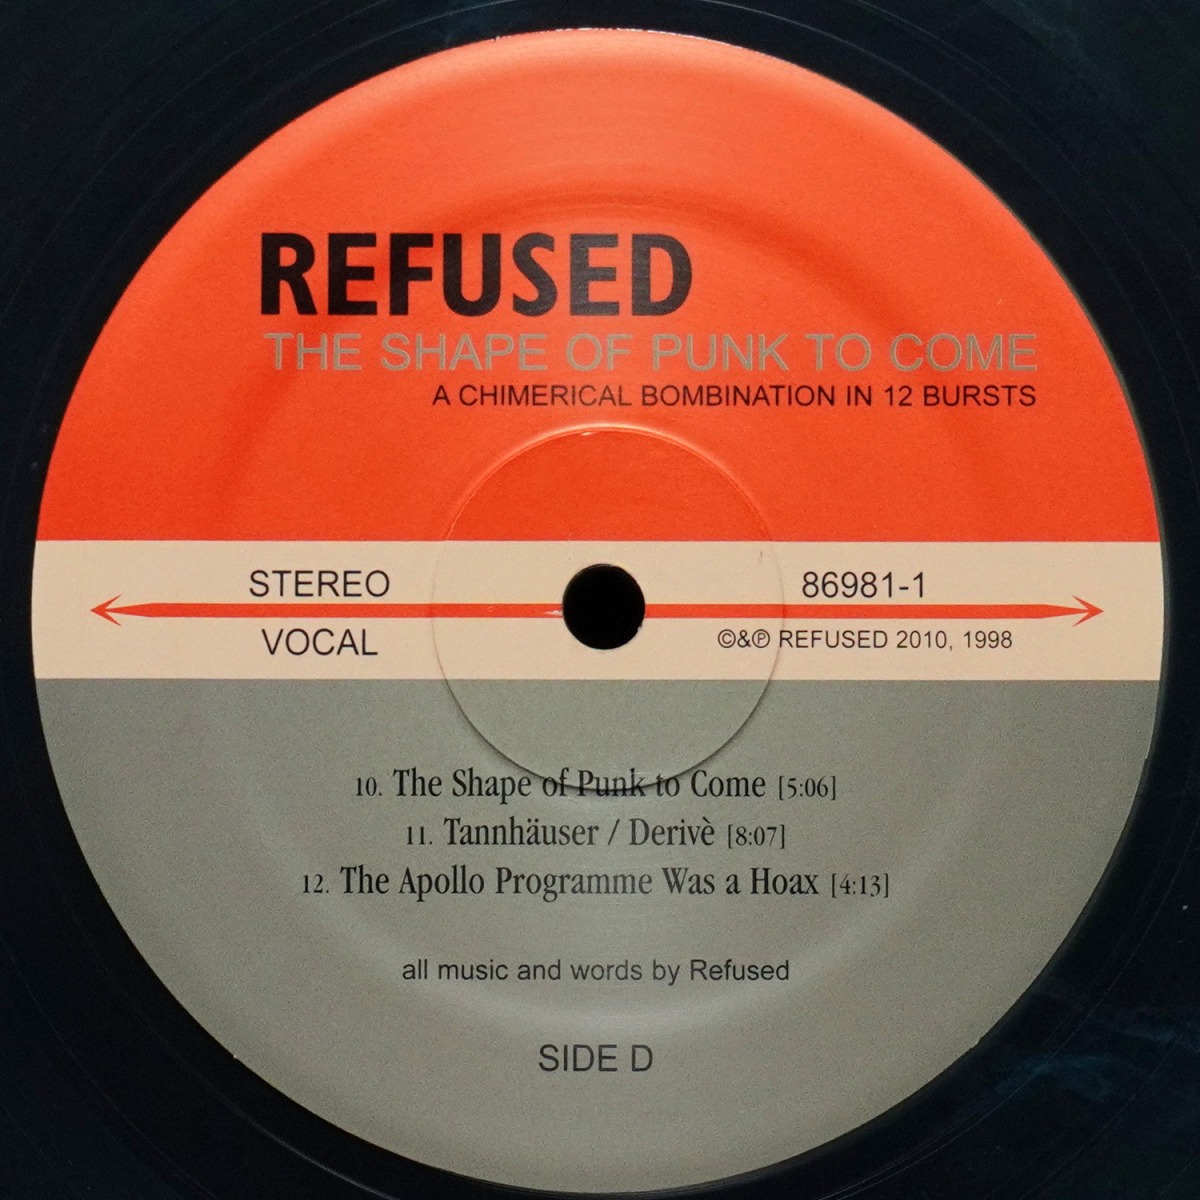 REFUSED
THE SHAPE OF PUNK TO COME
A CHIMERICAL BOMBINATION IN 12 BURSTS
STEREO
86981-1
VOCAL
©&℗ REFUSED 2010, 1998
10. The Shape of Punk to Come [5:06]
11. Tannhäuser / Derivè [8:07]
12. The Apollo Programme Was a Hoax [4:13]
all music and words by Refused
SIDE D